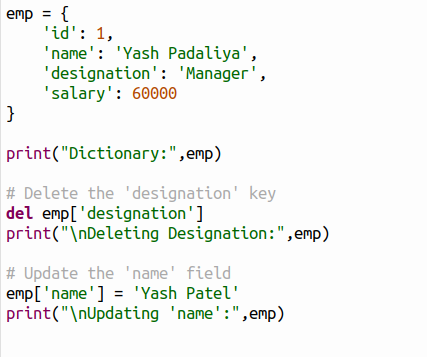 emp = {
    'id': 1,
    'name': 'Yash Padaliya',
    'designation': 'Manager',
    'salary': 60000
}

print("Dictionary:",emp)

# Delete the 'designation' key
del emp['designation']
print("\nDeleting Designation:",emp)

# Update the 'name' field
emp['name'] = 'Yash Patel'
print("\nUpdating 'name':",emp)